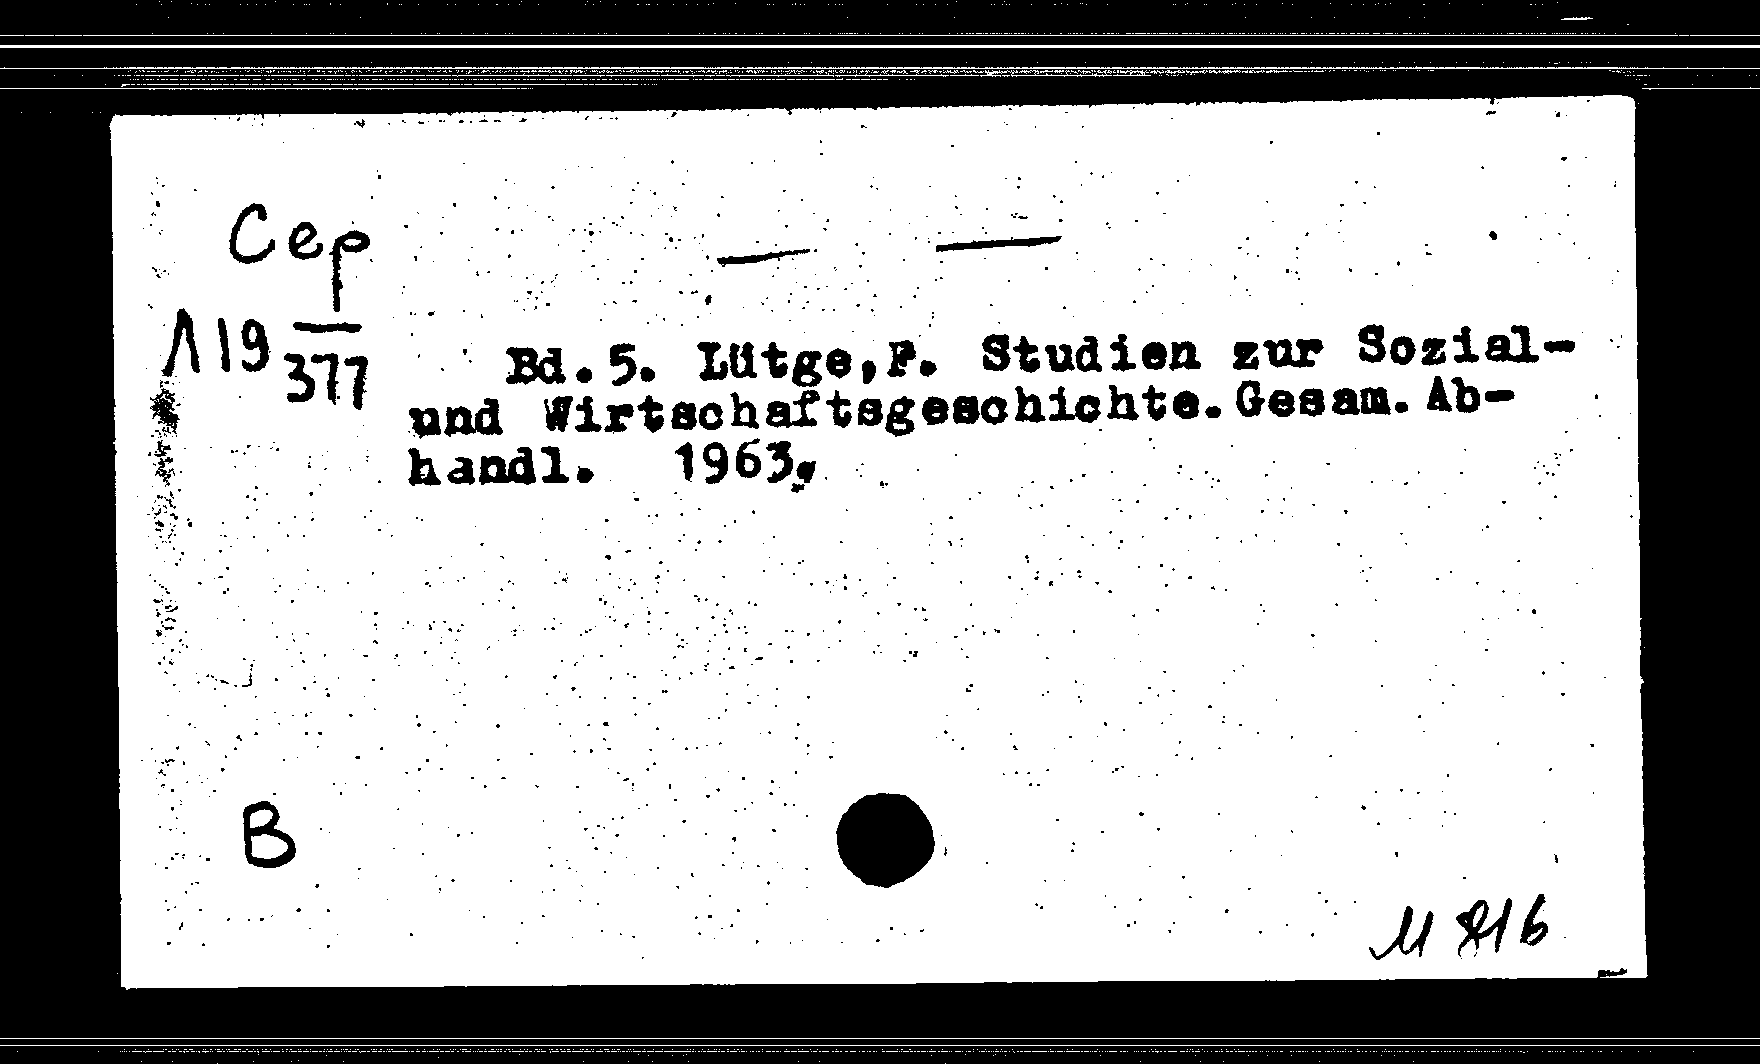 Сер
Л19 377
— —
Bd.5. Lütge,F. Studien zur Sozial-
und Wirtschaftsgeschichte.Gesam.Ab-
handl. 1963.
B